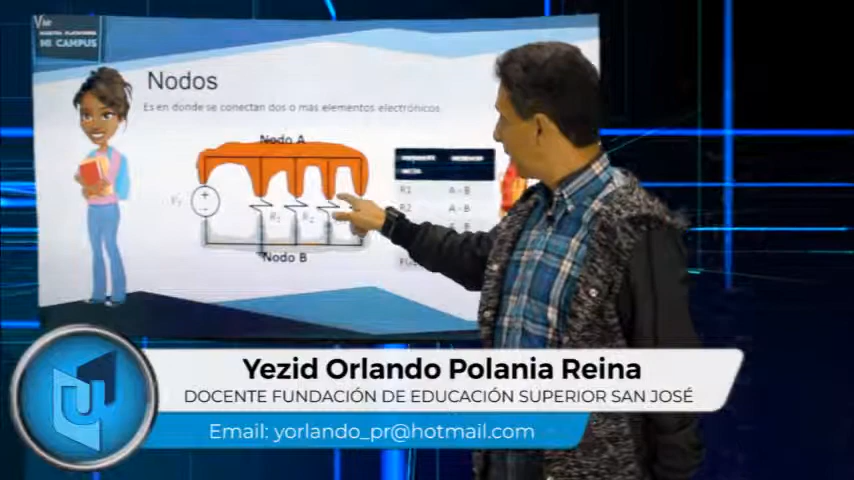 MI CAMPUS
Nodos
Es en donde se conectan dos o más elementos electrónicos.
Nodo A
R1 A - B
R2 A - B
R1
R2
Nodo B
Yezid Orlando Polania Reina
DOCENTE FUNDACIÓN DE EDUCACIÓN SUPERIOR SAN JOSÉ
Email: yorlando_pr@hotmail.com